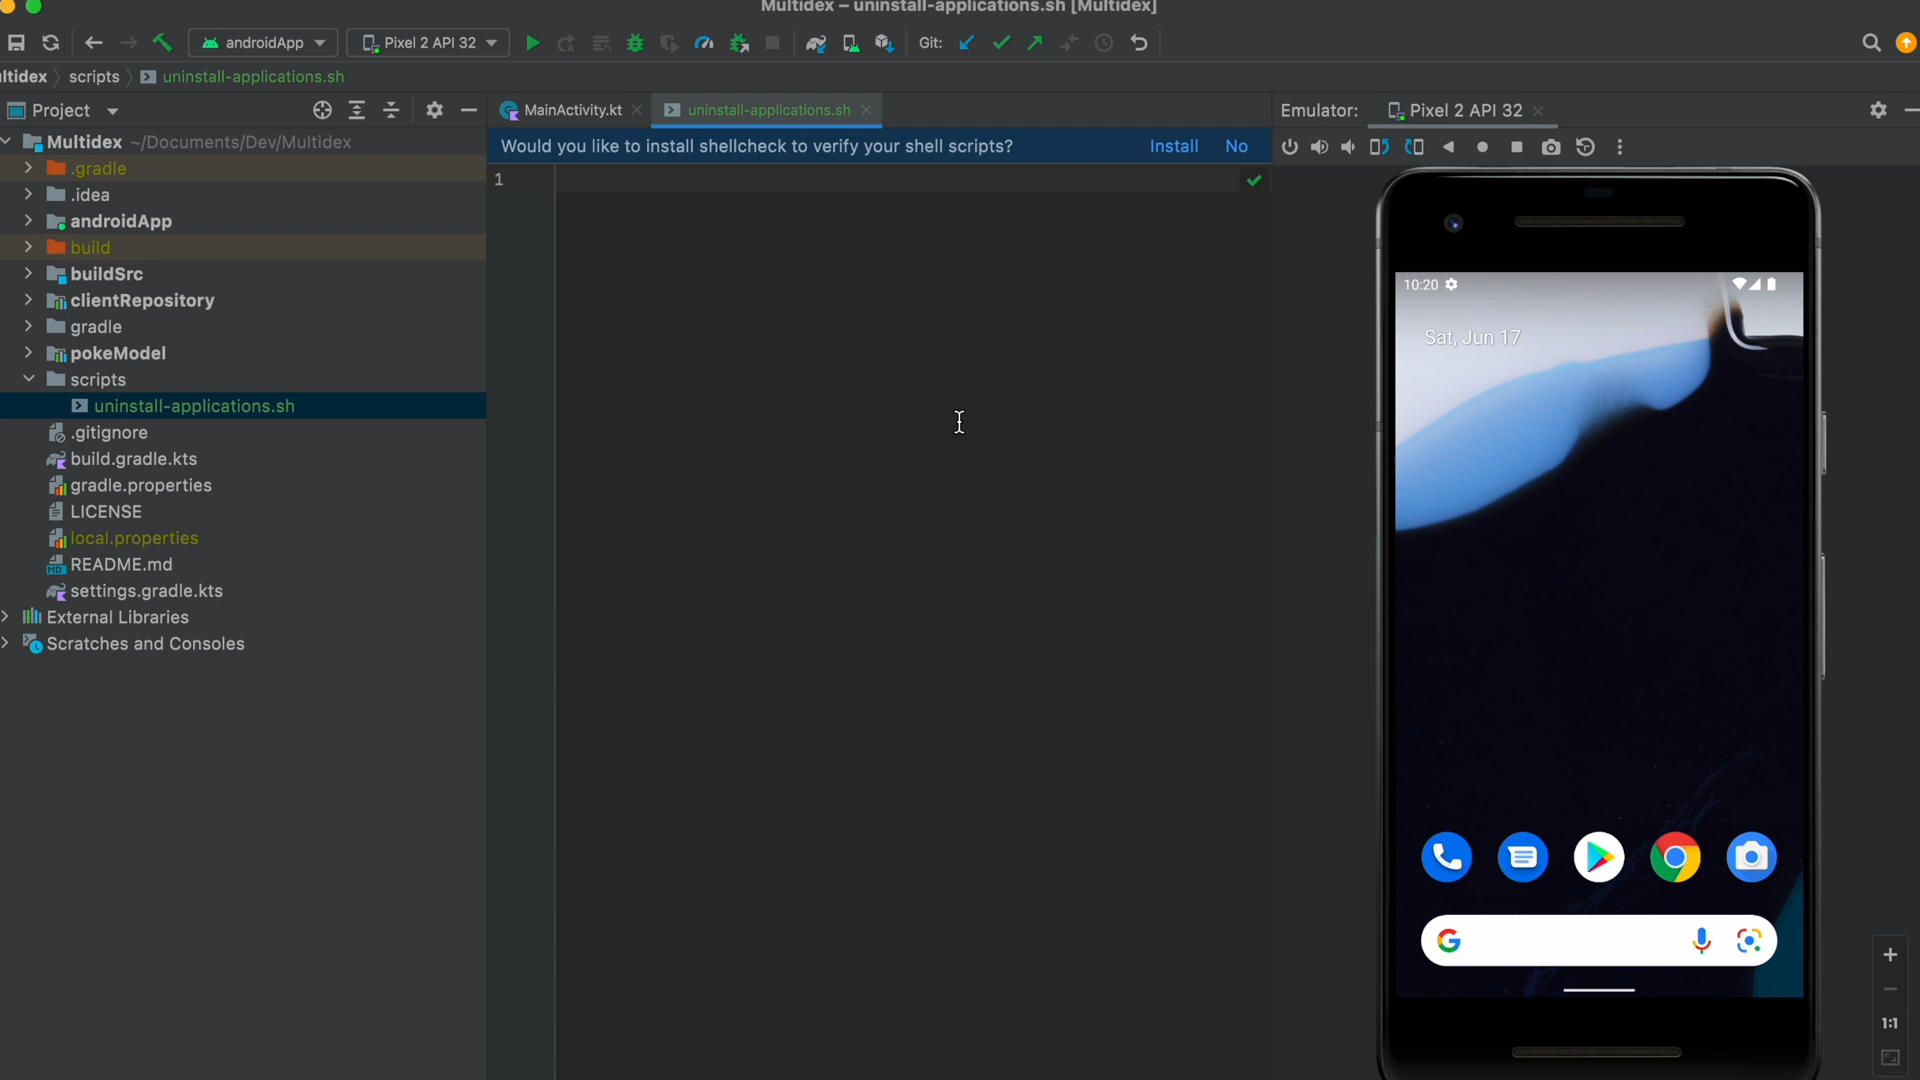 Multidex – uninstall-applications.sh [Multidex]
androidApp
Pixel 2 API 32
Git:
ltidex
scripts
uninstall-applications.sh
Project
MainActivity.kt
uninstall-applications.sh
Emulator:
Pixel 2 API 32
Multidex ~/Documents/Dev/Multidex
Would you like to install shellcheck to verify your shell scripts?
Install
No
1
.gradle
.idea
androidApp
build
buildSrc
clientRepository
gradle
pokeModel
scripts
uninstall-applications.sh
.gitignore
build.gradle.kts
gradle.properties
LICENSE
local.properties
README.md
settings.gradle.kts
External Libraries
Scratches and Consoles
10:20
Sat, Jun 17
1:1